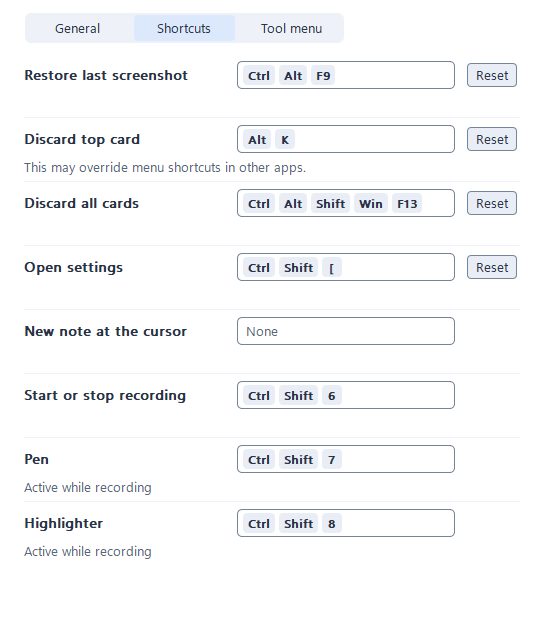 General Shortcuts Tool menu
Restore last screenshot Ctrl Alt F9 Reset
Discard top card Alt K Reset
This may override menu shortcuts in other apps.
Discard all cards Ctrl Alt Shift Win F13 Reset
Open settings Ctrl Shift [ Reset
New note at the cursor None
Start or stop recording Ctrl Shift 6
Pen Ctrl Shift 7
Active while recording
Highlighter Ctrl Shift 8
Active while recording